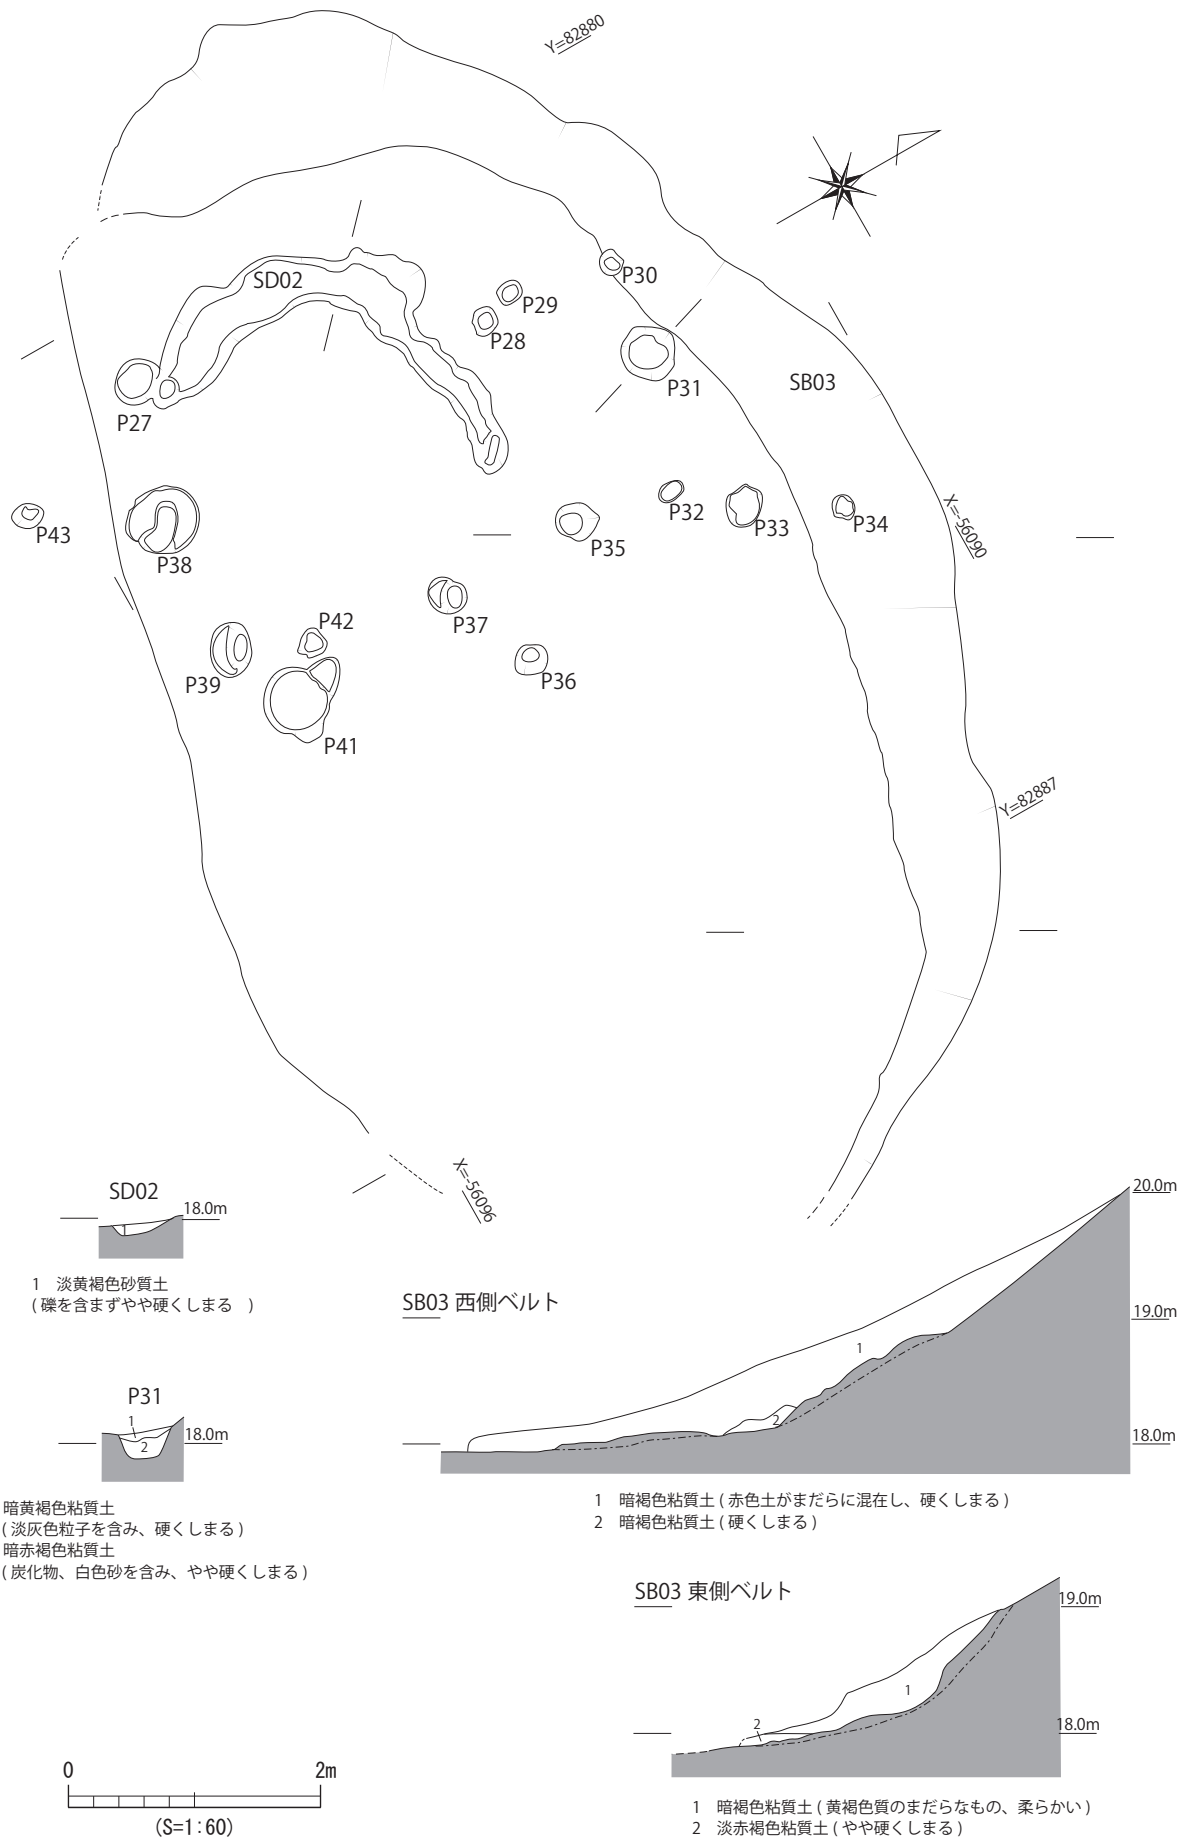 Y=82880
P30
SD02
P29
P28
P31
SB03
P27
P32
P33
P34
X=-56090
P43
P35
P38
P37
P42
P39
P36
P41
Y=82887
X=-56096
SD02
18.0m
1
1 淡黄褐色砂質土
(礫を含まずやや硬くしまる )
P31
1
2
18.0m
暗黄褐色粘質土
(淡灰色粒子を含み、硬くしまる)
暗赤褐色粘質土
(炭化物、白色砂を含み、やや硬くしまる)
SB03 西側ベルト
20.0m
19.0m
1
2
18.0m
1 暗褐色粘質土 (赤色土がまだらに混在し、硬くしまる)
2 暗褐色粘質土 (硬くしまる)
SB03 東側ベルト
19.0m
1
2
18.0m
1 暗褐色粘質土 (黄褐色質のまだらなもの、柔らかい)
2 淡赤褐色粘質土 (やや硬くしまる)
0 2m
(S=1:60)